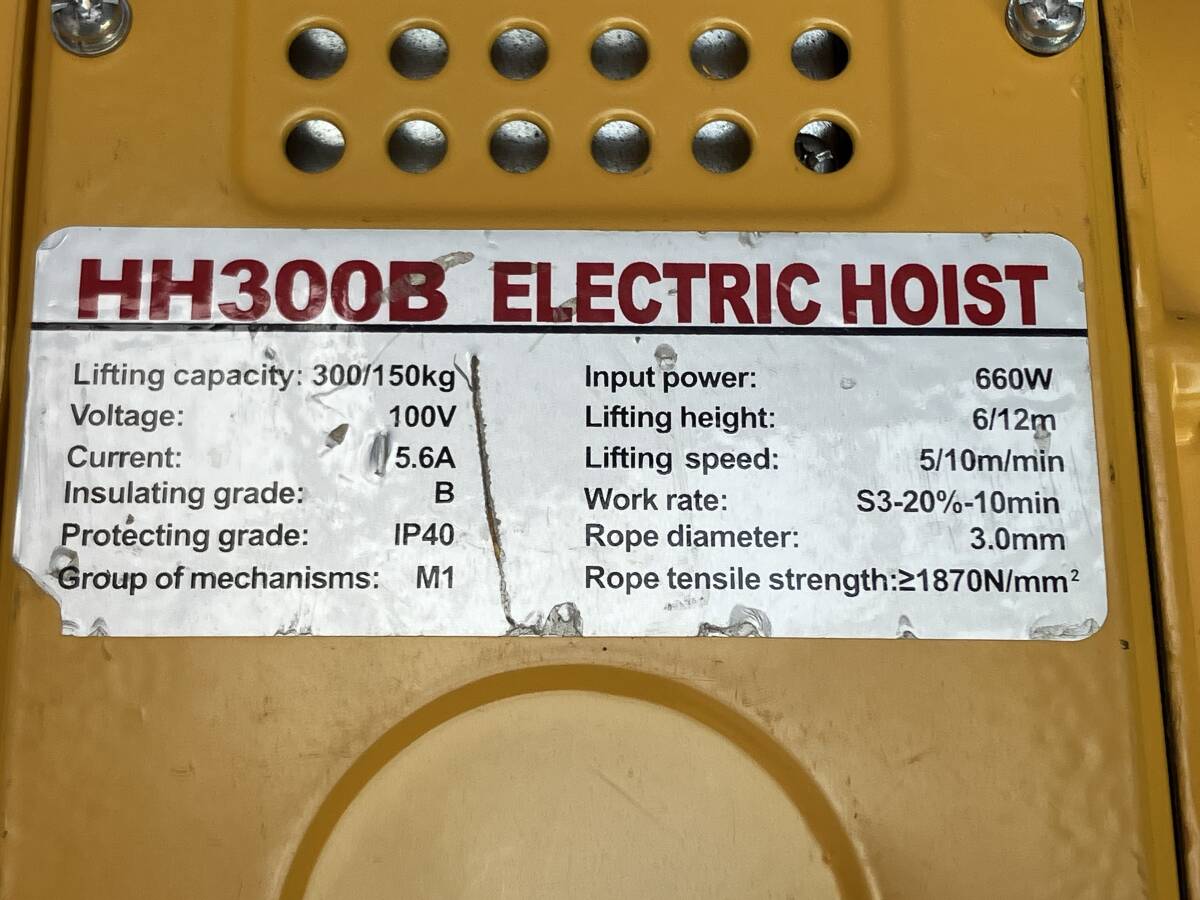 HH300B ELECTRIC HOIST
Lifting capacity: 300/150kg
Voltage: 100V
Current: 5.6A
Insulating grade: B
Protecting grade: IP40
Group of mechanisms: M1
Input power: 660W
Lifting height: 6/12m
Lifting speed: 5/10m/min
Work rate: S3-20%-10min
Rope diameter: 3.0mm
Rope tensile strength:≥1870N/mm²